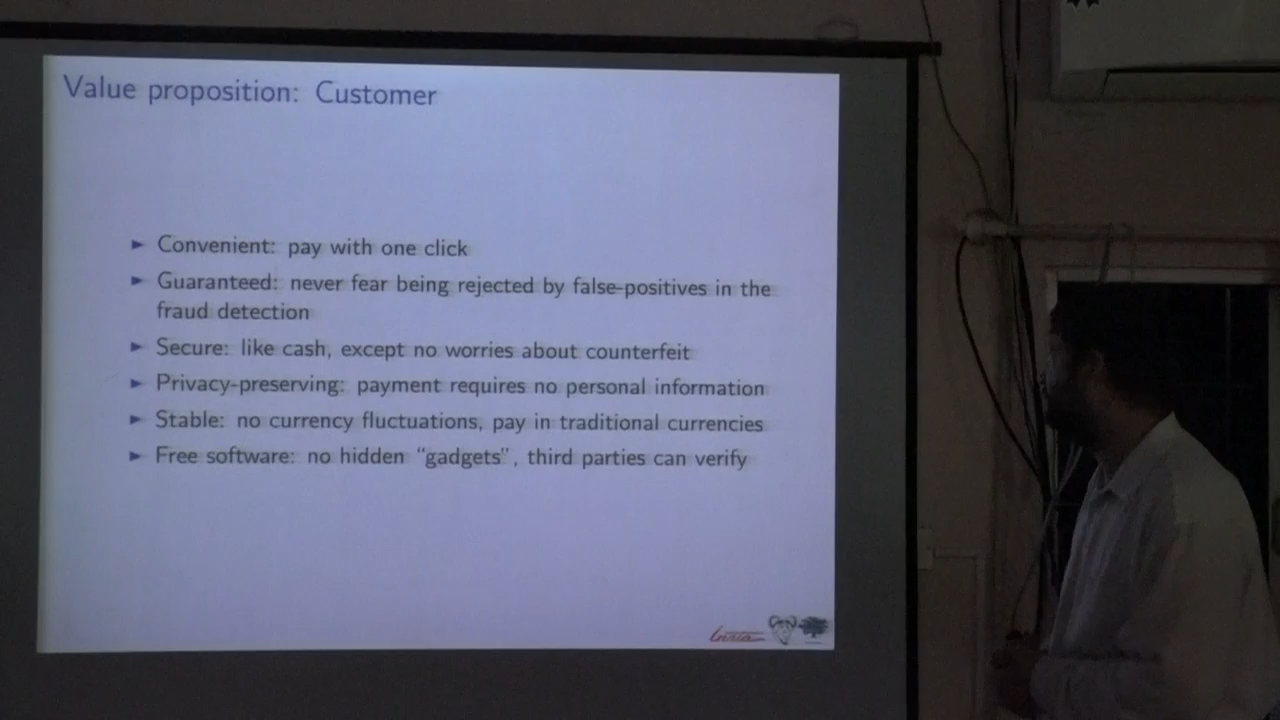 Value proposition: Customer
► Convenient: pay with one click
► Guaranteed: never fear being rejected by false-positives in the
fraud detection
► Secure: like cash, except no worries about counterfeit
► Privacy-preserving: payment requires no personal information
► Stable: no currency fluctuations, pay in traditional currencies
► Free software: no hidden “gadgets”, third parties can verify
Inria